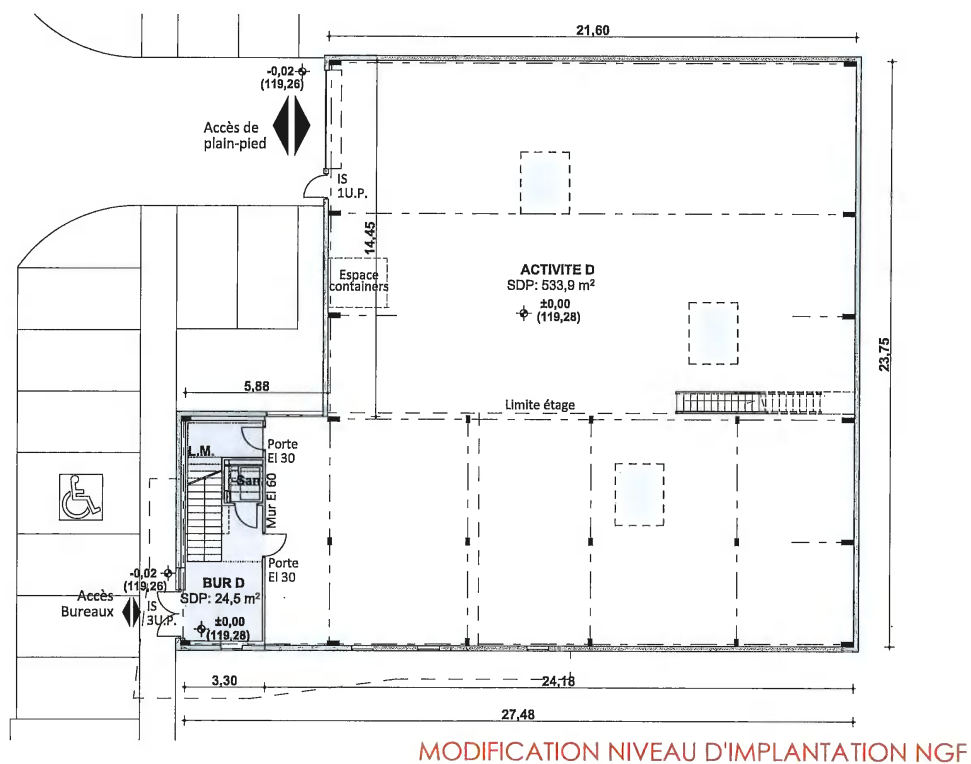 21,60
-0,02
(119,26)
Accès de
plain-pied
IS
1U.P.
14,45
Espace
containers
ACTIVITE D
SDP: 533,9 m²
±0,00
(119,28)
23,75
5,88
Limite étage
L.M.
Porte
EI 30
San
Mur EI 60
Porte
EI 30
-0,02
(119,26)
Accès
Bureaux
IS
3U.P.
BUR D
SDP: 24,5 m²
±0,00
(119,28)
3,30
24,18
27,48
MODIFICATION NIVEAU D'IMPLANTATION NGF